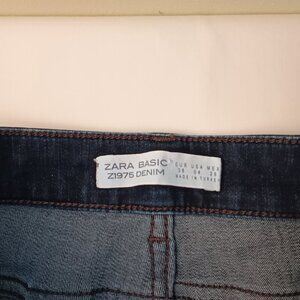 ZARA BASIC
Z1975 DENIM
EUR USA MEX
38 06 28
MADE IN TURKEY